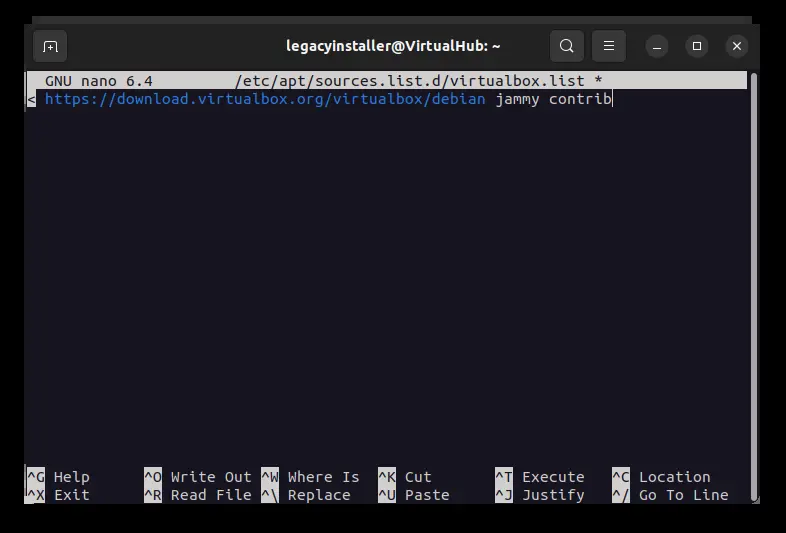 legacyinstaller@VirtualHub: ~
GNU nano 6.4 /etc/apt/sources.list.d/virtualbox.list *
< https://download.virtualbox.org/virtualbox/debian jammy contrib
^G Help ^O Write Out ^W Where Is ^K Cut ^T Execute ^C Location
^X Exit ^R Read File ^\ Replace ^U Paste ^J Justify ^/ Go To Line